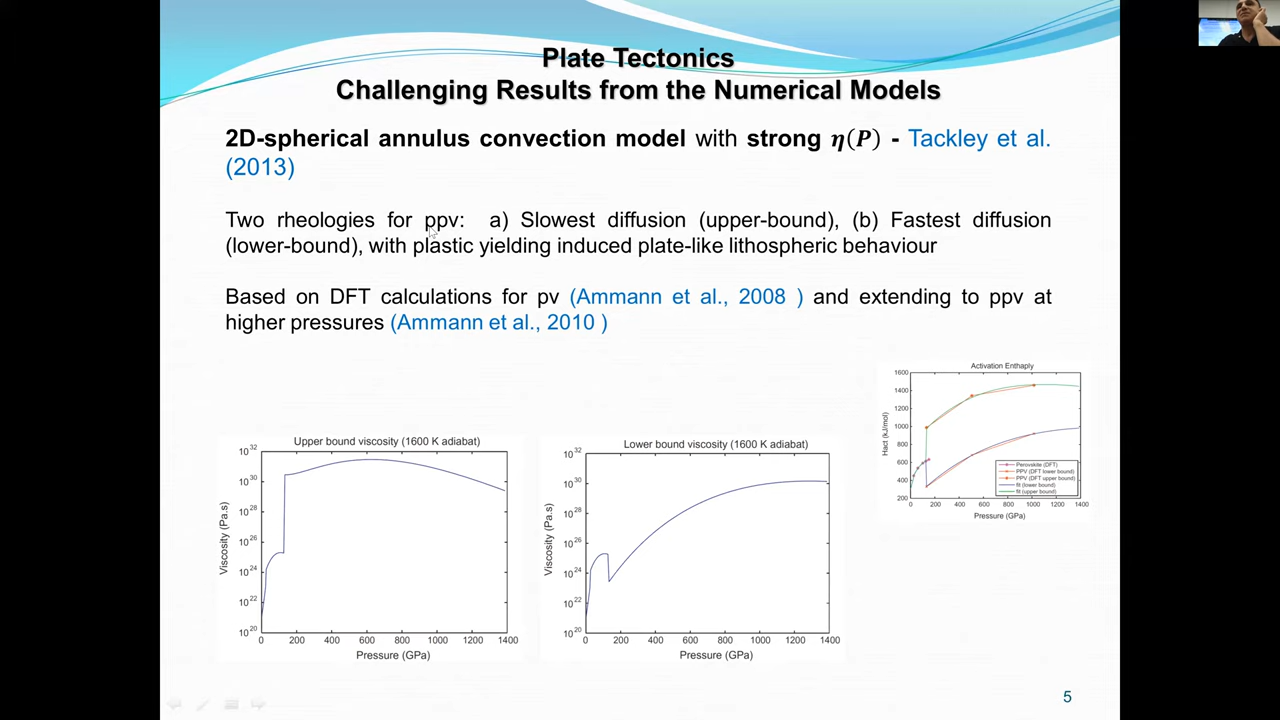 Plate Tectonics
Challenging Results from the Numerical Models
2D-spherical annulus convection model with strong η(P) - Tackley et al.
(2013)
Two rheologies for ppv: a) Slowest diffusion (upper-bound), (b) Fastest diffusion
(lower-bound), with plastic yielding induced plate-like lithospheric behaviour
Based on DFT calculations for pv (Ammann et al., 2008 ) and extending to ppv at
higher pressures (Ammann et al., 2010 )
Upper bound viscosity (1600 K adiabat)
Viscosity (Pa.s)
10^32
10^30
10^28
10^26
10^24
10^22
10^20
0 200 400 600 800 1000 1200 1400
Pressure (GPa)
Lower bound viscosity (1600 K adiabat)
Viscosity (Pa.s)
10^32
10^30
10^28
10^26
10^24
10^22
10^20
0 200 400 600 800 1000 1200 1400
Pressure (GPa)
Activation Enthaply
Hact (kJ/mol)
1600
1400
1200
1000
800
600
400
200
0 200 400 600 800 1000 1200 1400
Pressure (GPa)
Perovskite (DFT)
PPV (DFT lower bound)
PPV (DFT upper bound)
fit (lower bound)
fit (upper bound)
5